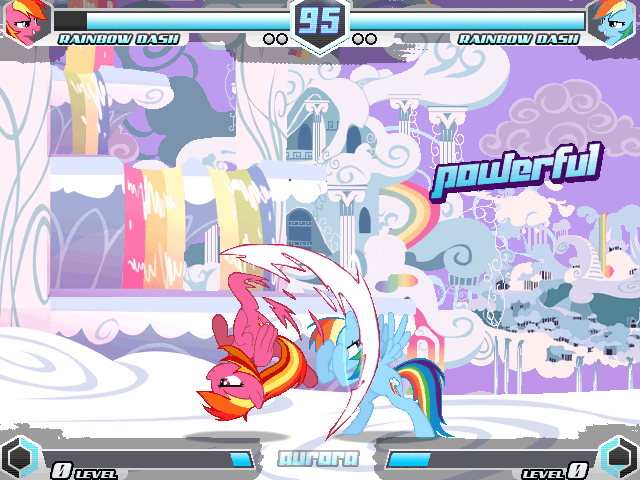 95
RAINBOW DASH
RAINBOW DASH
powerful
0 LEVEL
aurora
LEVEL 0